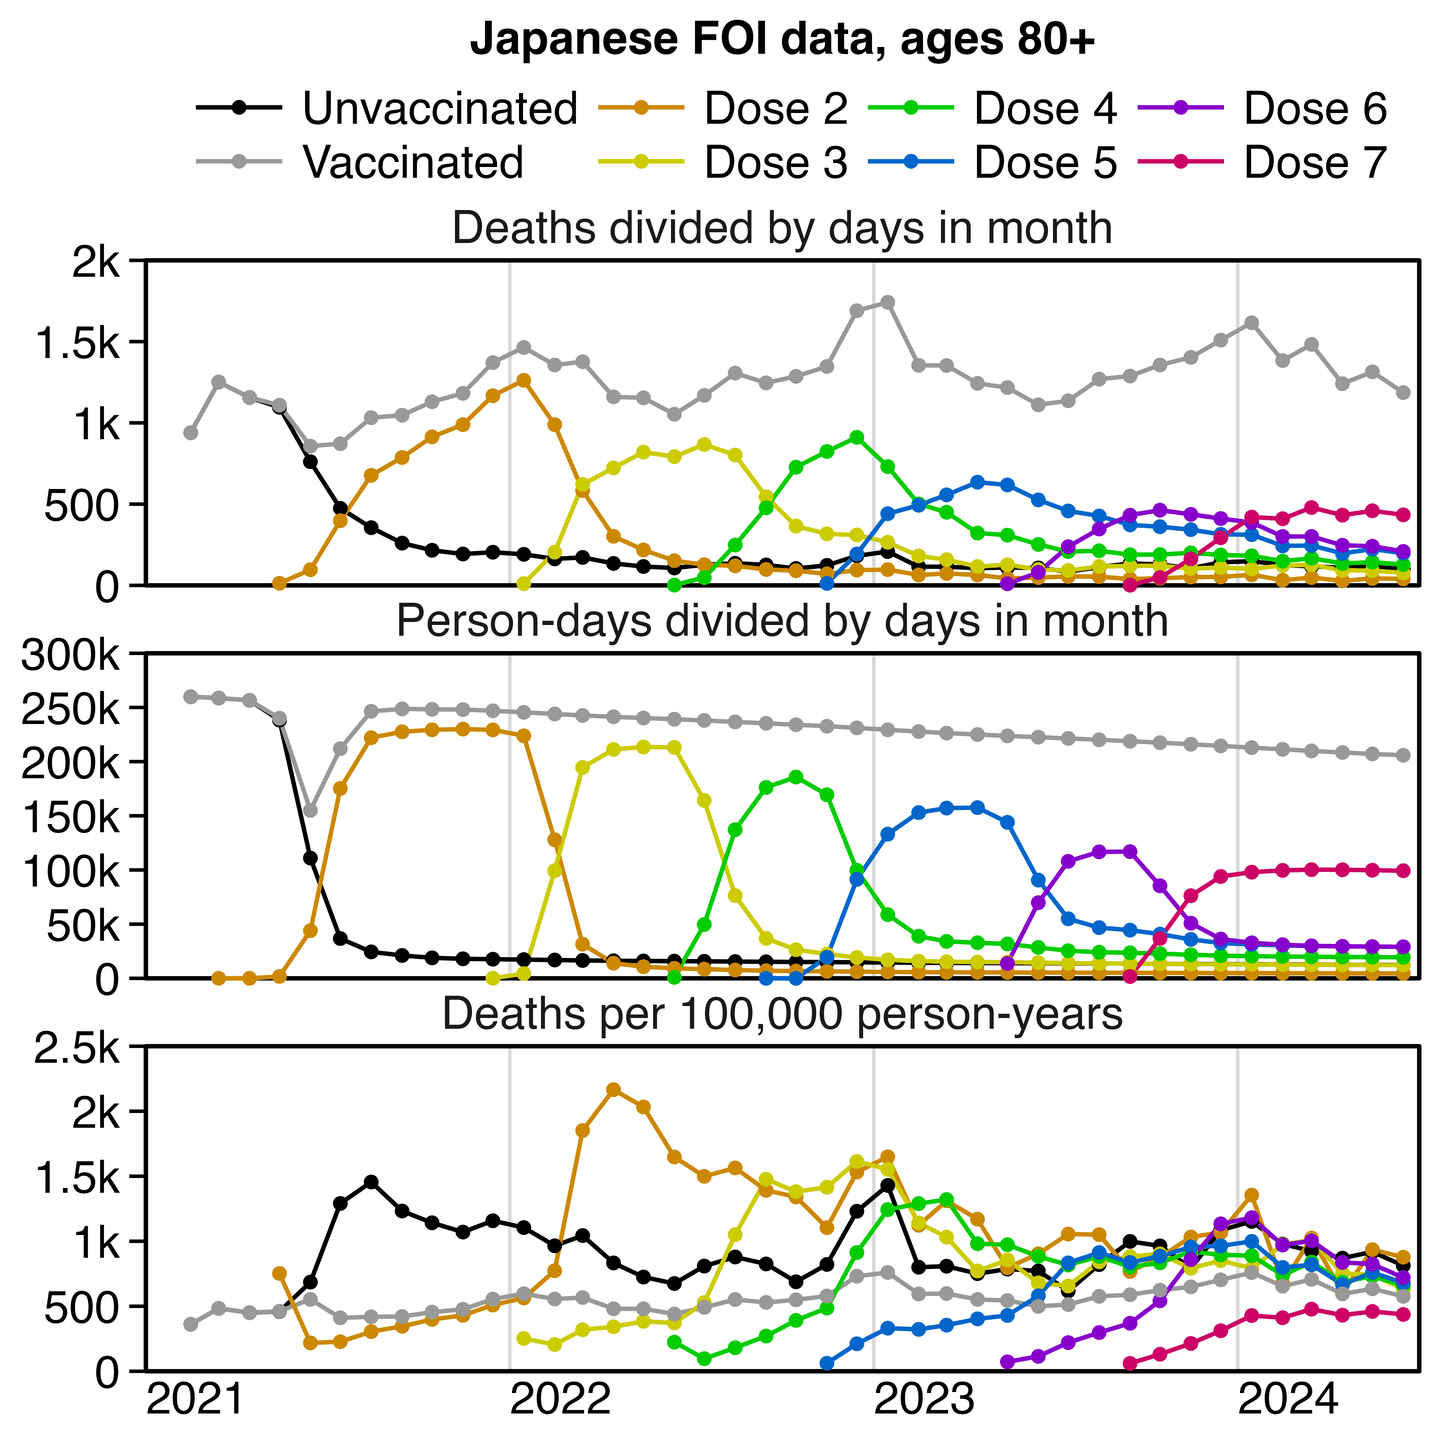 Japanese FOI data, ages 80+
Unvaccinated Dose 2 Dose 4 Dose 6
Vaccinated Dose 3 Dose 5 Dose 7
Deaths divided by days in month
2k
1.5k
1k
500
0
Person-days divided by days in month
300k
250k
200k
150k
100k
50k
0
Deaths per 100,000 person-years
2.5k
2k
1.5k
1k
500
0
2021 2022 2023 2024